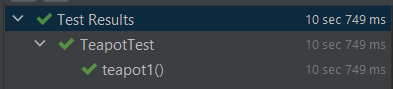 Test Results 10 sec 749 ms
TeapotTest 10 sec 749 ms
teapot1() 10 sec 749 ms